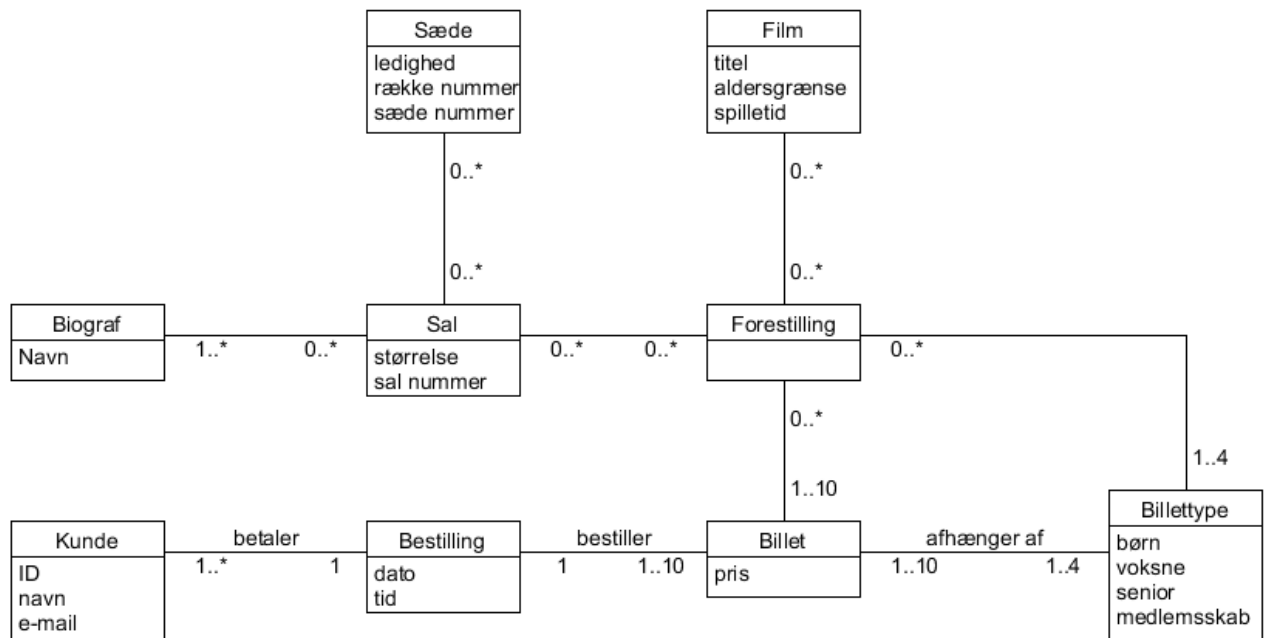 Sæde
ledighed
række nummer
sæde nummer
Film
titel
aldersgrænse
spilletid
0..*
0..*
0..*
0..*
Biograf
Navn
1..*
0..*
Sal
størrelse
sal nummer
0..*
0..*
Forestilling
0..*
0..*
1..10
1..4
Kunde
ID
navn
e-mail
betaler
1..*
1
Bestilling
dato
tid
bestiller
1
1..10
Billet
pris
afhænger af
1..10
1..4
Billettype
børn
voksne
senior
medlemsskab